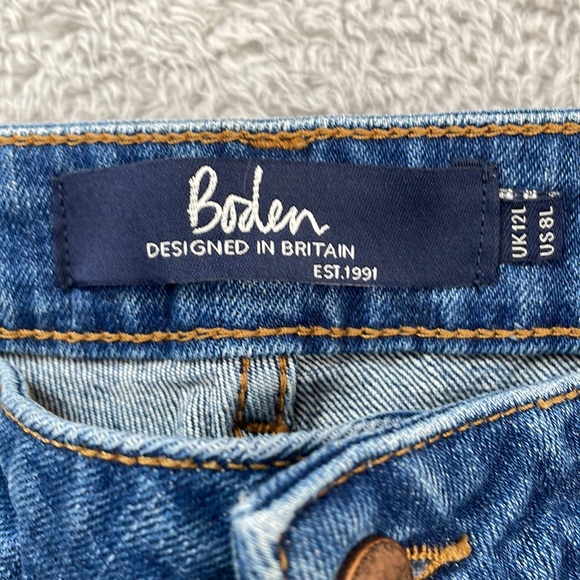 Boden
DESIGNED IN BRITAIN
EST.1991
UK12L
US8L